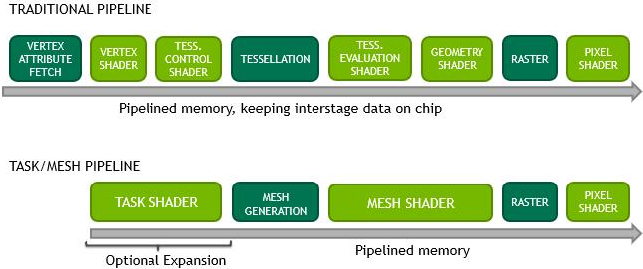 TRADITIONAL PIPELINE
VERTEX
ATTRIBUTE
FETCH
VERTEX
SHADER
TESS.
CONTROL
SHADER
TESSELLATION
TESS.
EVALUATION
SHADER
GEOMETRY
SHADER
RASTER
PIXEL
SHADER
Pipelined memory, keeping interstage data on chip
TASK/MESH PIPELINE
TASK SHADER
MESH
GENERATION
MESH SHADER
RASTER
PIXEL
SHADER
Optional Expansion
Pipelined memory